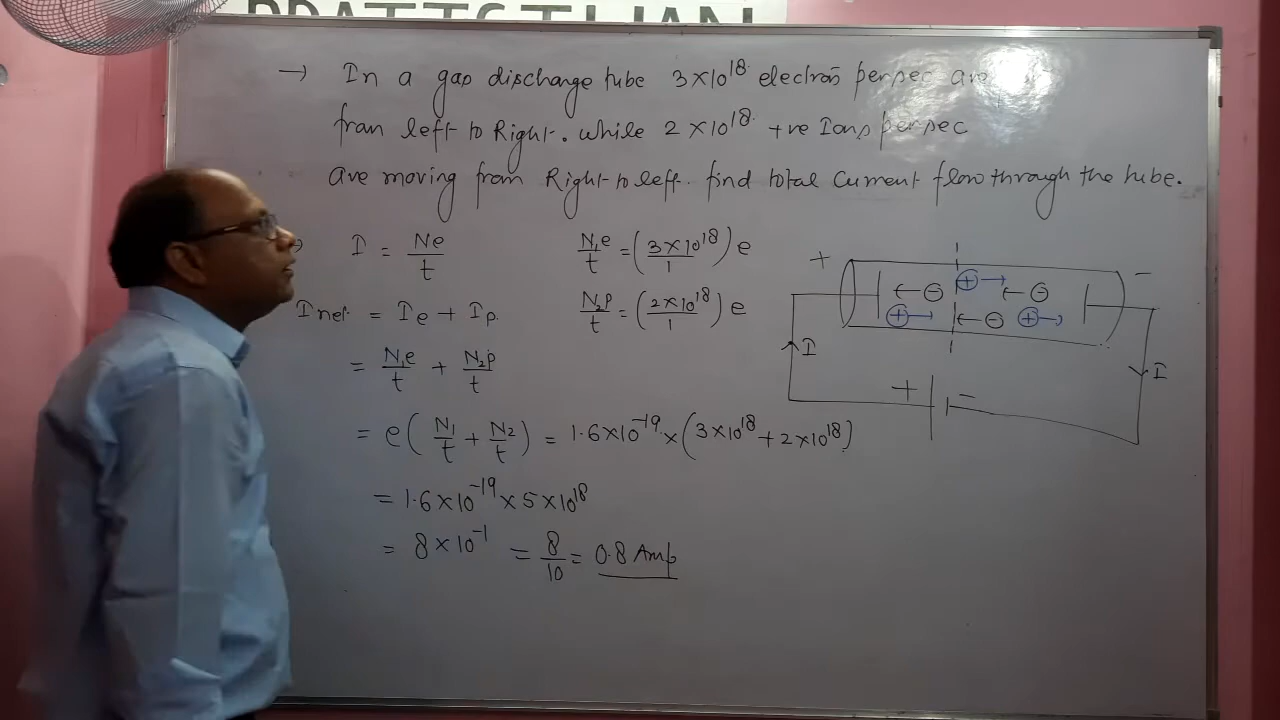 → In a gas discharge tube 3×10¹⁸ electron per sec are
from left to Right. while 2×10¹⁸ +ve Ions per sec
are moving from Right to left. find total current flow through the tube.
I = Ne/t
N₁e/t = (3×10¹⁸/1) e
Inet = Ie + Ip
N₂p/t = (2×10¹⁸/1) e
= N₁e/t + N₂p/t
= e(N₁/t + N₂/t) = 1.6×10⁻¹⁹ × (3×10¹⁸ + 2×10¹⁸)
= 1.6×10⁻¹⁹ × 5×10¹⁸
= 8×10⁻¹ = 8/10 = 0.8 Amp
+ -
+ → ← - ← -
+ → ← - + →
I I
+ -